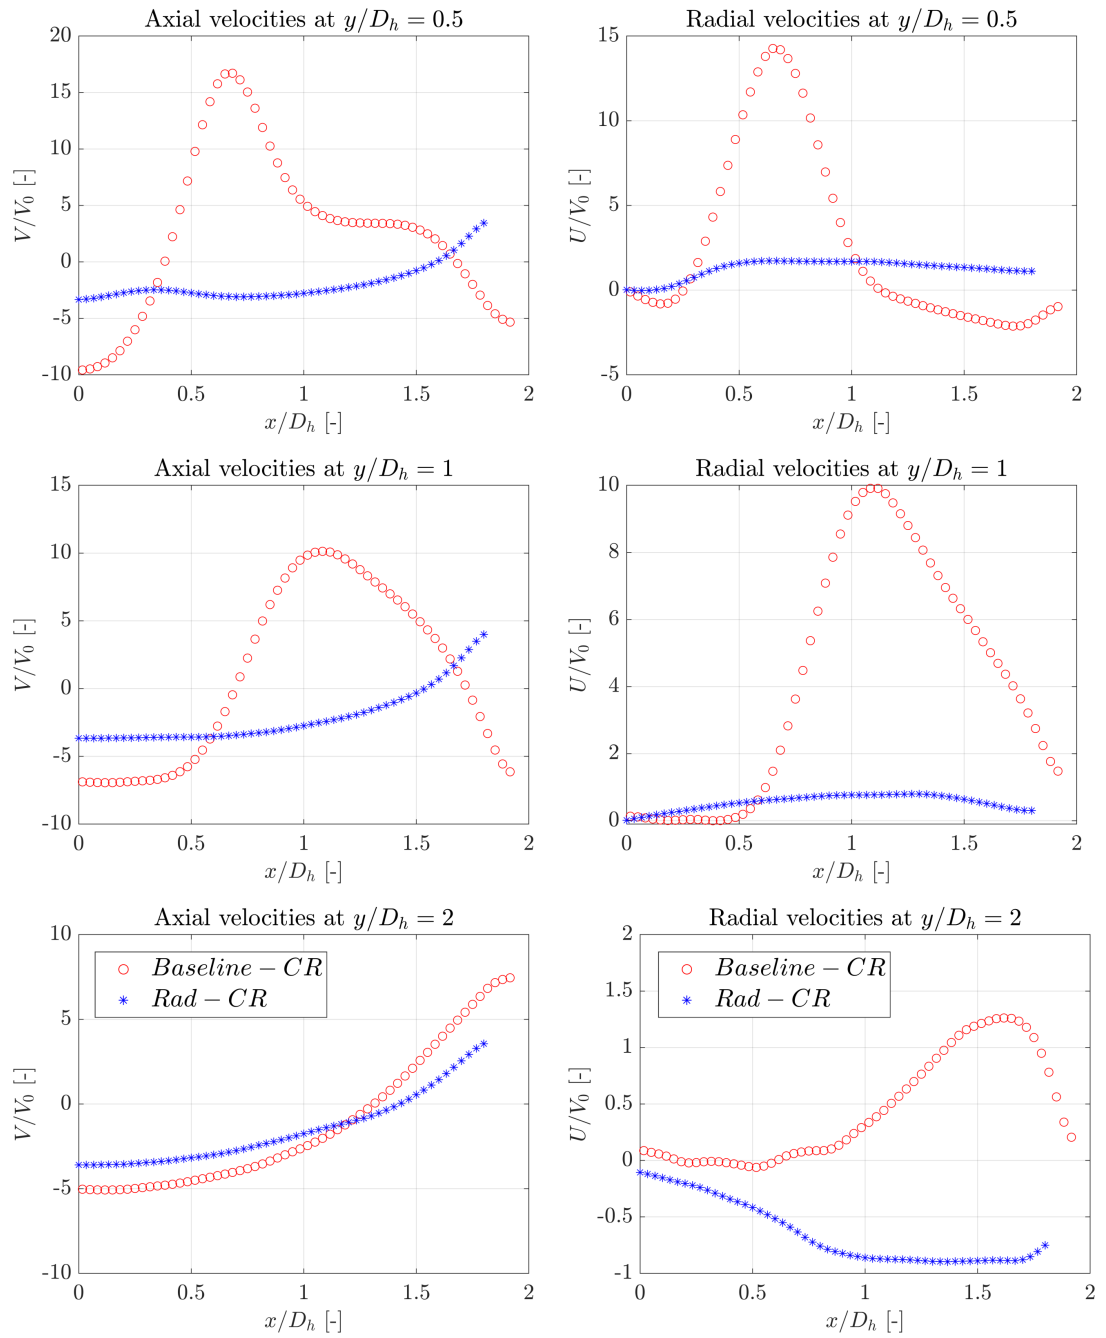 Axial velocities at y/D_h = 0.5
20
15
10
5
0
-5
-10
V/V_0 [-]
0 0.5 1 1.5 2
x/D_h [-]
Radial velocities at y/D_h = 0.5
15
10
5
0
-5
U/V_0 [-]
0 0.5 1 1.5 2
x/D_h [-]
Axial velocities at y/D_h = 1
15
10
5
0
-5
-10
V/V_0 [-]
0 0.5 1 1.5 2
x/D_h [-]
Radial velocities at y/D_h = 1
10
8
6
4
2
0
U/V_0 [-]
0 0.5 1 1.5 2
x/D_h [-]
Axial velocities at y/D_h = 2
10
5
0
-5
-10
V/V_0 [-]
Baseline − CR
Rad − CR
0 0.5 1 1.5 2
x/D_h [-]
Radial velocities at y/D_h = 2
2
1.5
1
0.5
0
-0.5
-1
U/V_0 [-]
Baseline − CR
Rad − CR
0 0.5 1 1.5 2
x/D_h [-]